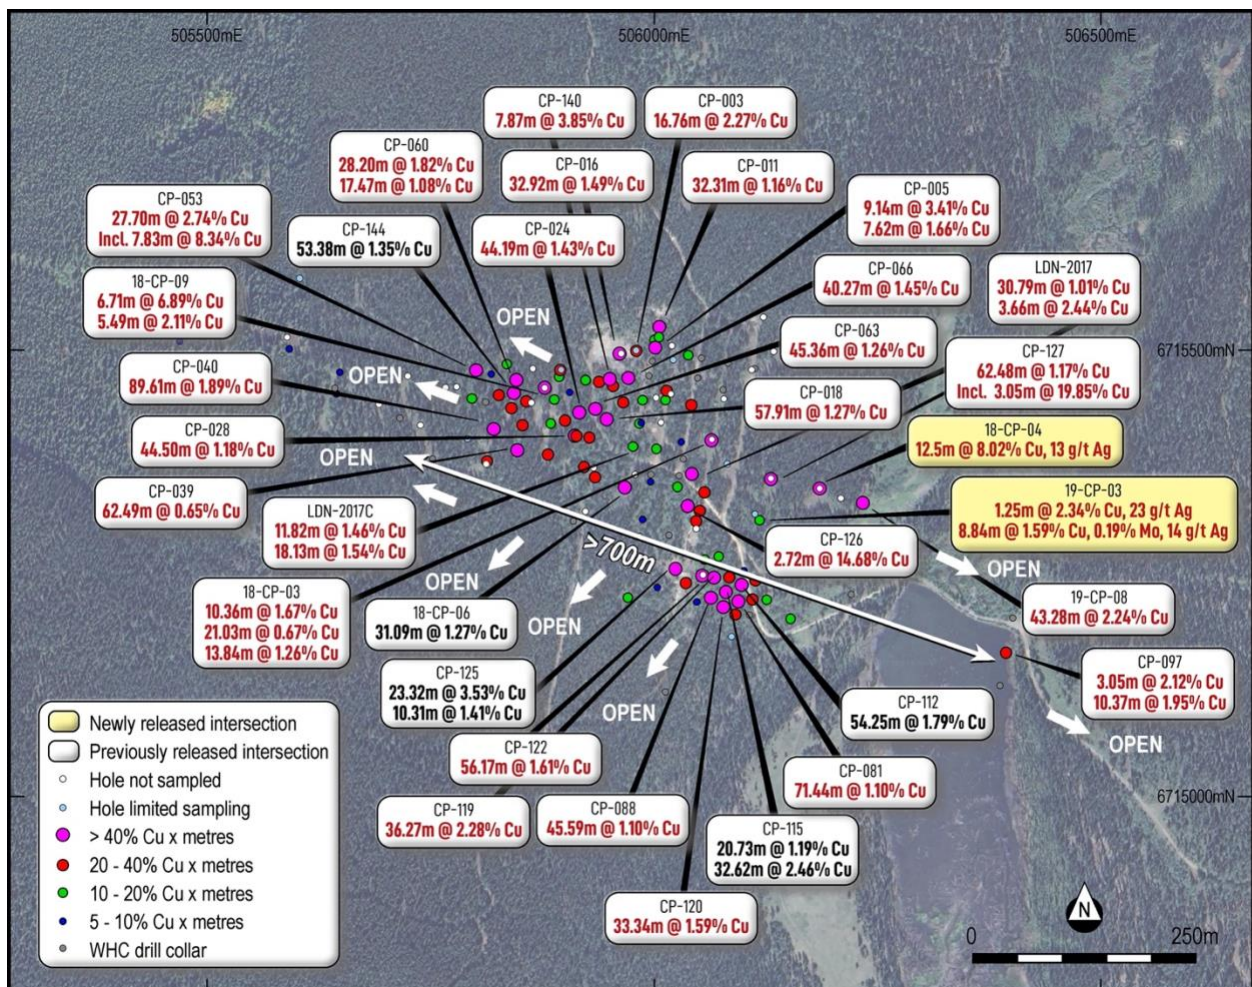 505500mE
506000mE
506500mE
CP-140
7.87m @ 3.85% Cu
CP-003
16.76m @ 2.27% Cu
CP-060
28.20m @ 1.82% Cu
17.47m @ 1.08% Cu
CP-016
32.92m @ 1.49% Cu
CP-011
32.31m @ 1.16% Cu
CP-053
27.70m @ 2.74% Cu
Incl. 7.83m @ 8.34% Cu
CP-144
53.38m @ 1.35% Cu
CP-024
44.19m @ 1.43% Cu
CP-005
9.14m @ 3.41% Cu
7.62m @ 1.66% Cu
18-CP-09
6.71m @ 6.89% Cu
5.49m @ 2.11% Cu
CP-066
40.27m @ 1.45% Cu
LDN-2017
30.79m @ 1.01% Cu
3.66m @ 2.44% Cu
OPEN
CP-063
45.36m @ 1.26% Cu
6715500mN
CP-040
89.61m @ 1.89% Cu
OPEN
CP-127
62.48m @ 1.17% Cu
Incl. 3.05m @ 19.85% Cu
CP-018
57.91m @ 1.27% Cu
CP-028
44.50m @ 1.18% Cu
OPEN
18-CP-04
12.5m @ 8.02% Cu, 13 g/t Ag
CP-039
62.49m @ 0.65% Cu
LDN-2017C
11.82m @ 1.46% Cu
18.13m @ 1.54% Cu
19-CP-03
1.25m @ 2.34% Cu, 23 g/t Ag
8.84m @ 1.59% Cu, 0.19% Mo, 14 g/t Ag
>700m
CP-126
2.72m @ 14.68% Cu
OPEN
OPEN
18-CP-03
10.36m @ 1.67% Cu
21.03m @ 0.67% Cu
13.84m @ 1.26% Cu
18-CP-06
31.09m @ 1.27% Cu
OPEN
19-CP-08
43.28m @ 2.24% Cu
CP-125
23.32m @ 3.53% Cu
10.31m @ 1.41% Cu
CP-097
3.05m @ 2.12% Cu
10.37m @ 1.95% Cu
OPEN
CP-112
54.25m @ 1.79% Cu
OPEN
CP-122
56.17m @ 1.61% Cu
CP-081
71.44m @ 1.10% Cu
6715000mN
CP-119
36.27m @ 2.28% Cu
CP-088
45.59m @ 1.10% Cu
CP-115
20.73m @ 1.19% Cu
32.62m @ 2.46% Cu
CP-120
33.34m @ 1.59% Cu
Newly released intersection
Previously released intersection
Hole not sampled
Hole limited sampling
> 40% Cu x metres
20 - 40% Cu x metres
10 - 20% Cu x metres
5 - 10% Cu x metres
WHC drill collar
N
0
250m